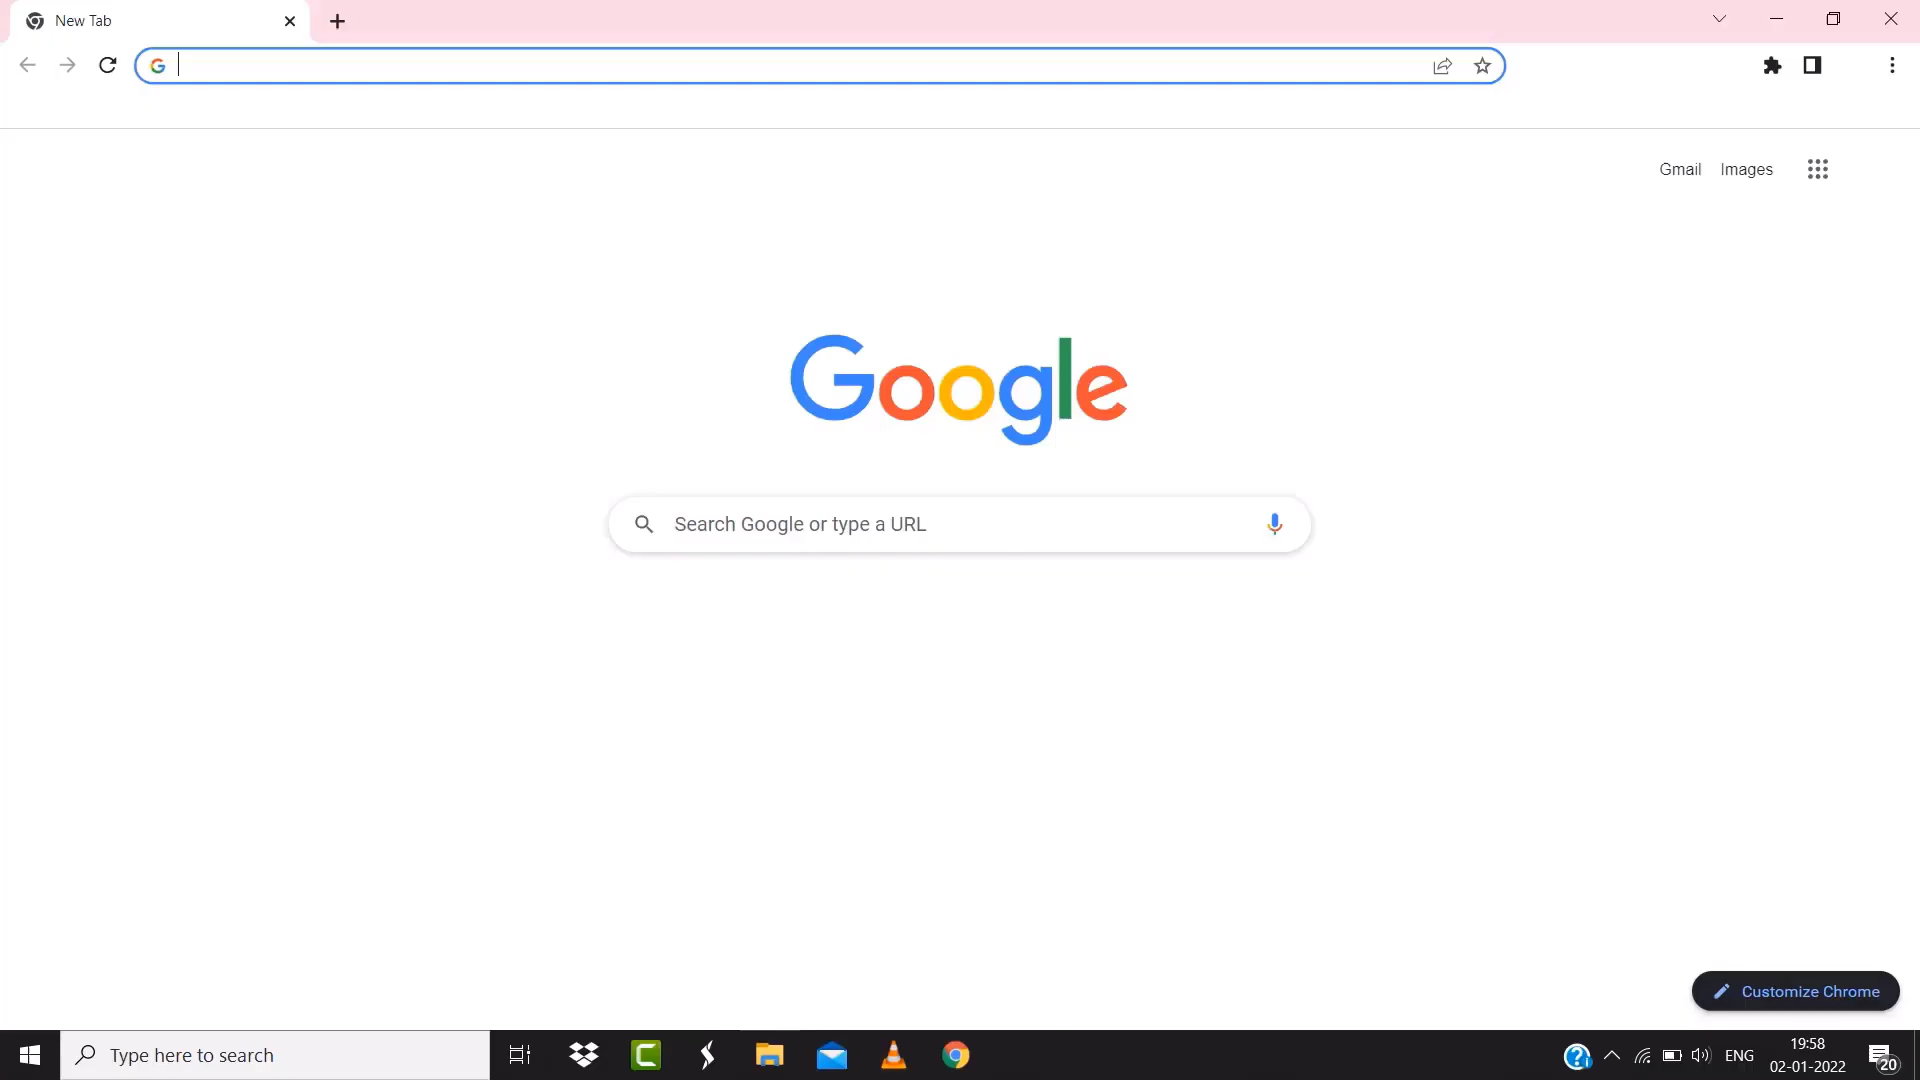 New Tab
Gmail Images
Google
Search Google or type a URL
Customize Chrome
Type here to search
ENG
19:58
02-01-2022
20